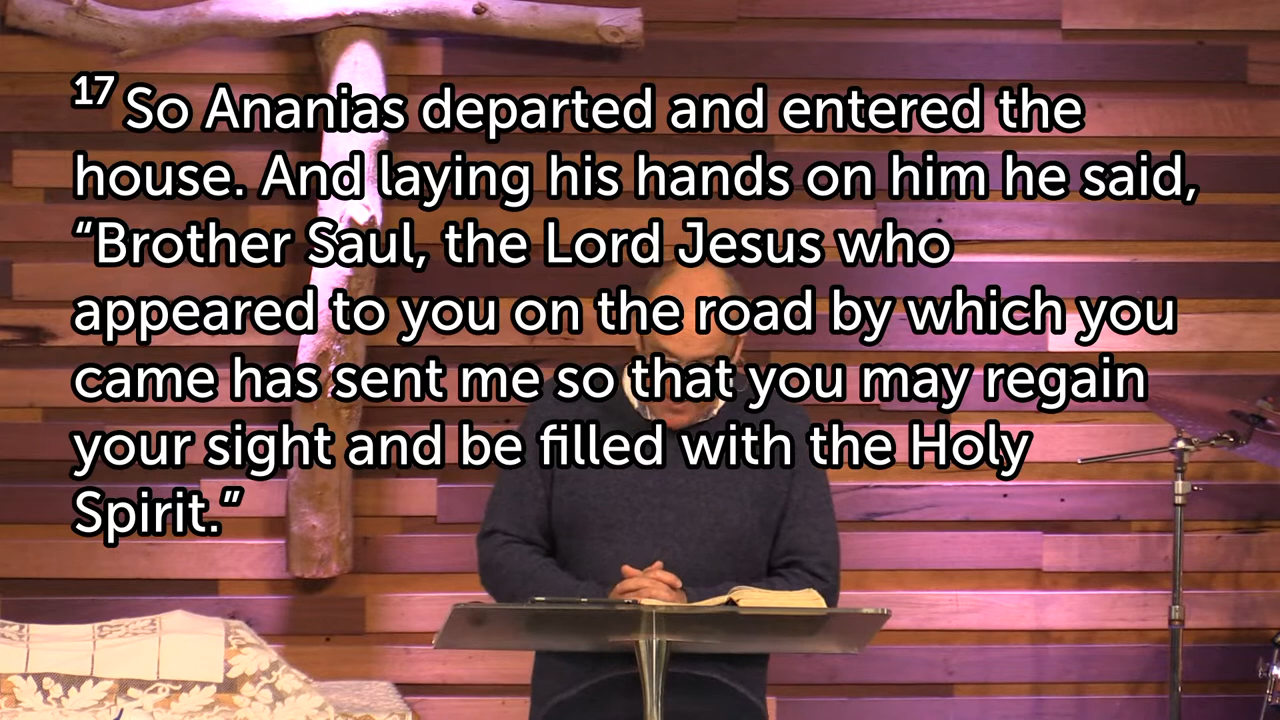 17 So Ananias departed and entered the
house. And laying his hands on him he said,
“Brother Saul, the Lord Jesus who
appeared to you on the road by which you
came has sent me so that you may regain
your sight and be filled with the Holy
Spirit.”